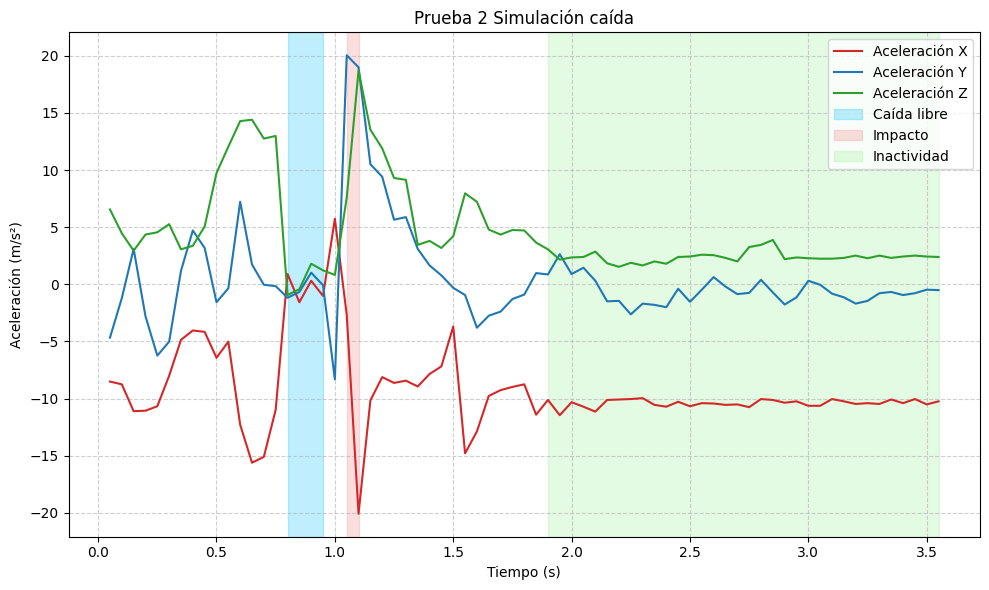 Prueba 2 Simulación caída
Aceleración (m/s²)
20
15
10
5
0
−5
−10
−15
−20
Aceleración X
Aceleración Y
Aceleración Z
Caída libre
Impacto
Inactividad
0.0 0.5 1.0 1.5 2.0 2.5 3.0 3.5
Tiempo (s)